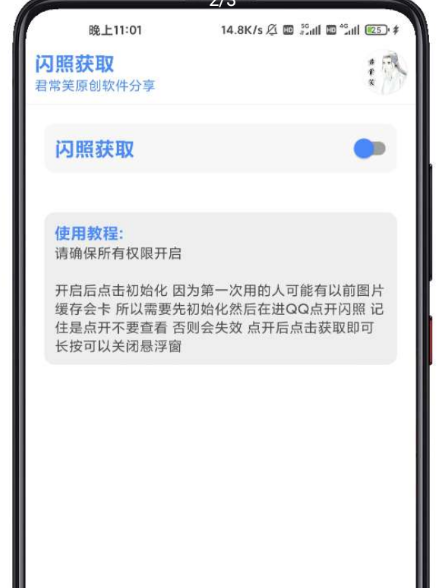 2/3
晚上11:01
14.8K/s HD 5G HD 4G 25
闪照获取
君常笑原创软件分享
闪照获取
使用教程:
请确保所有权限开启
开启后点击初始化 因为第一次用的人可能有以前图片
缓存会卡 所以需要先初始化然后在进QQ点开闪照 记
住是点开不要查看 否则会失效 点开后点击获取即可
长按可以关闭悬浮窗